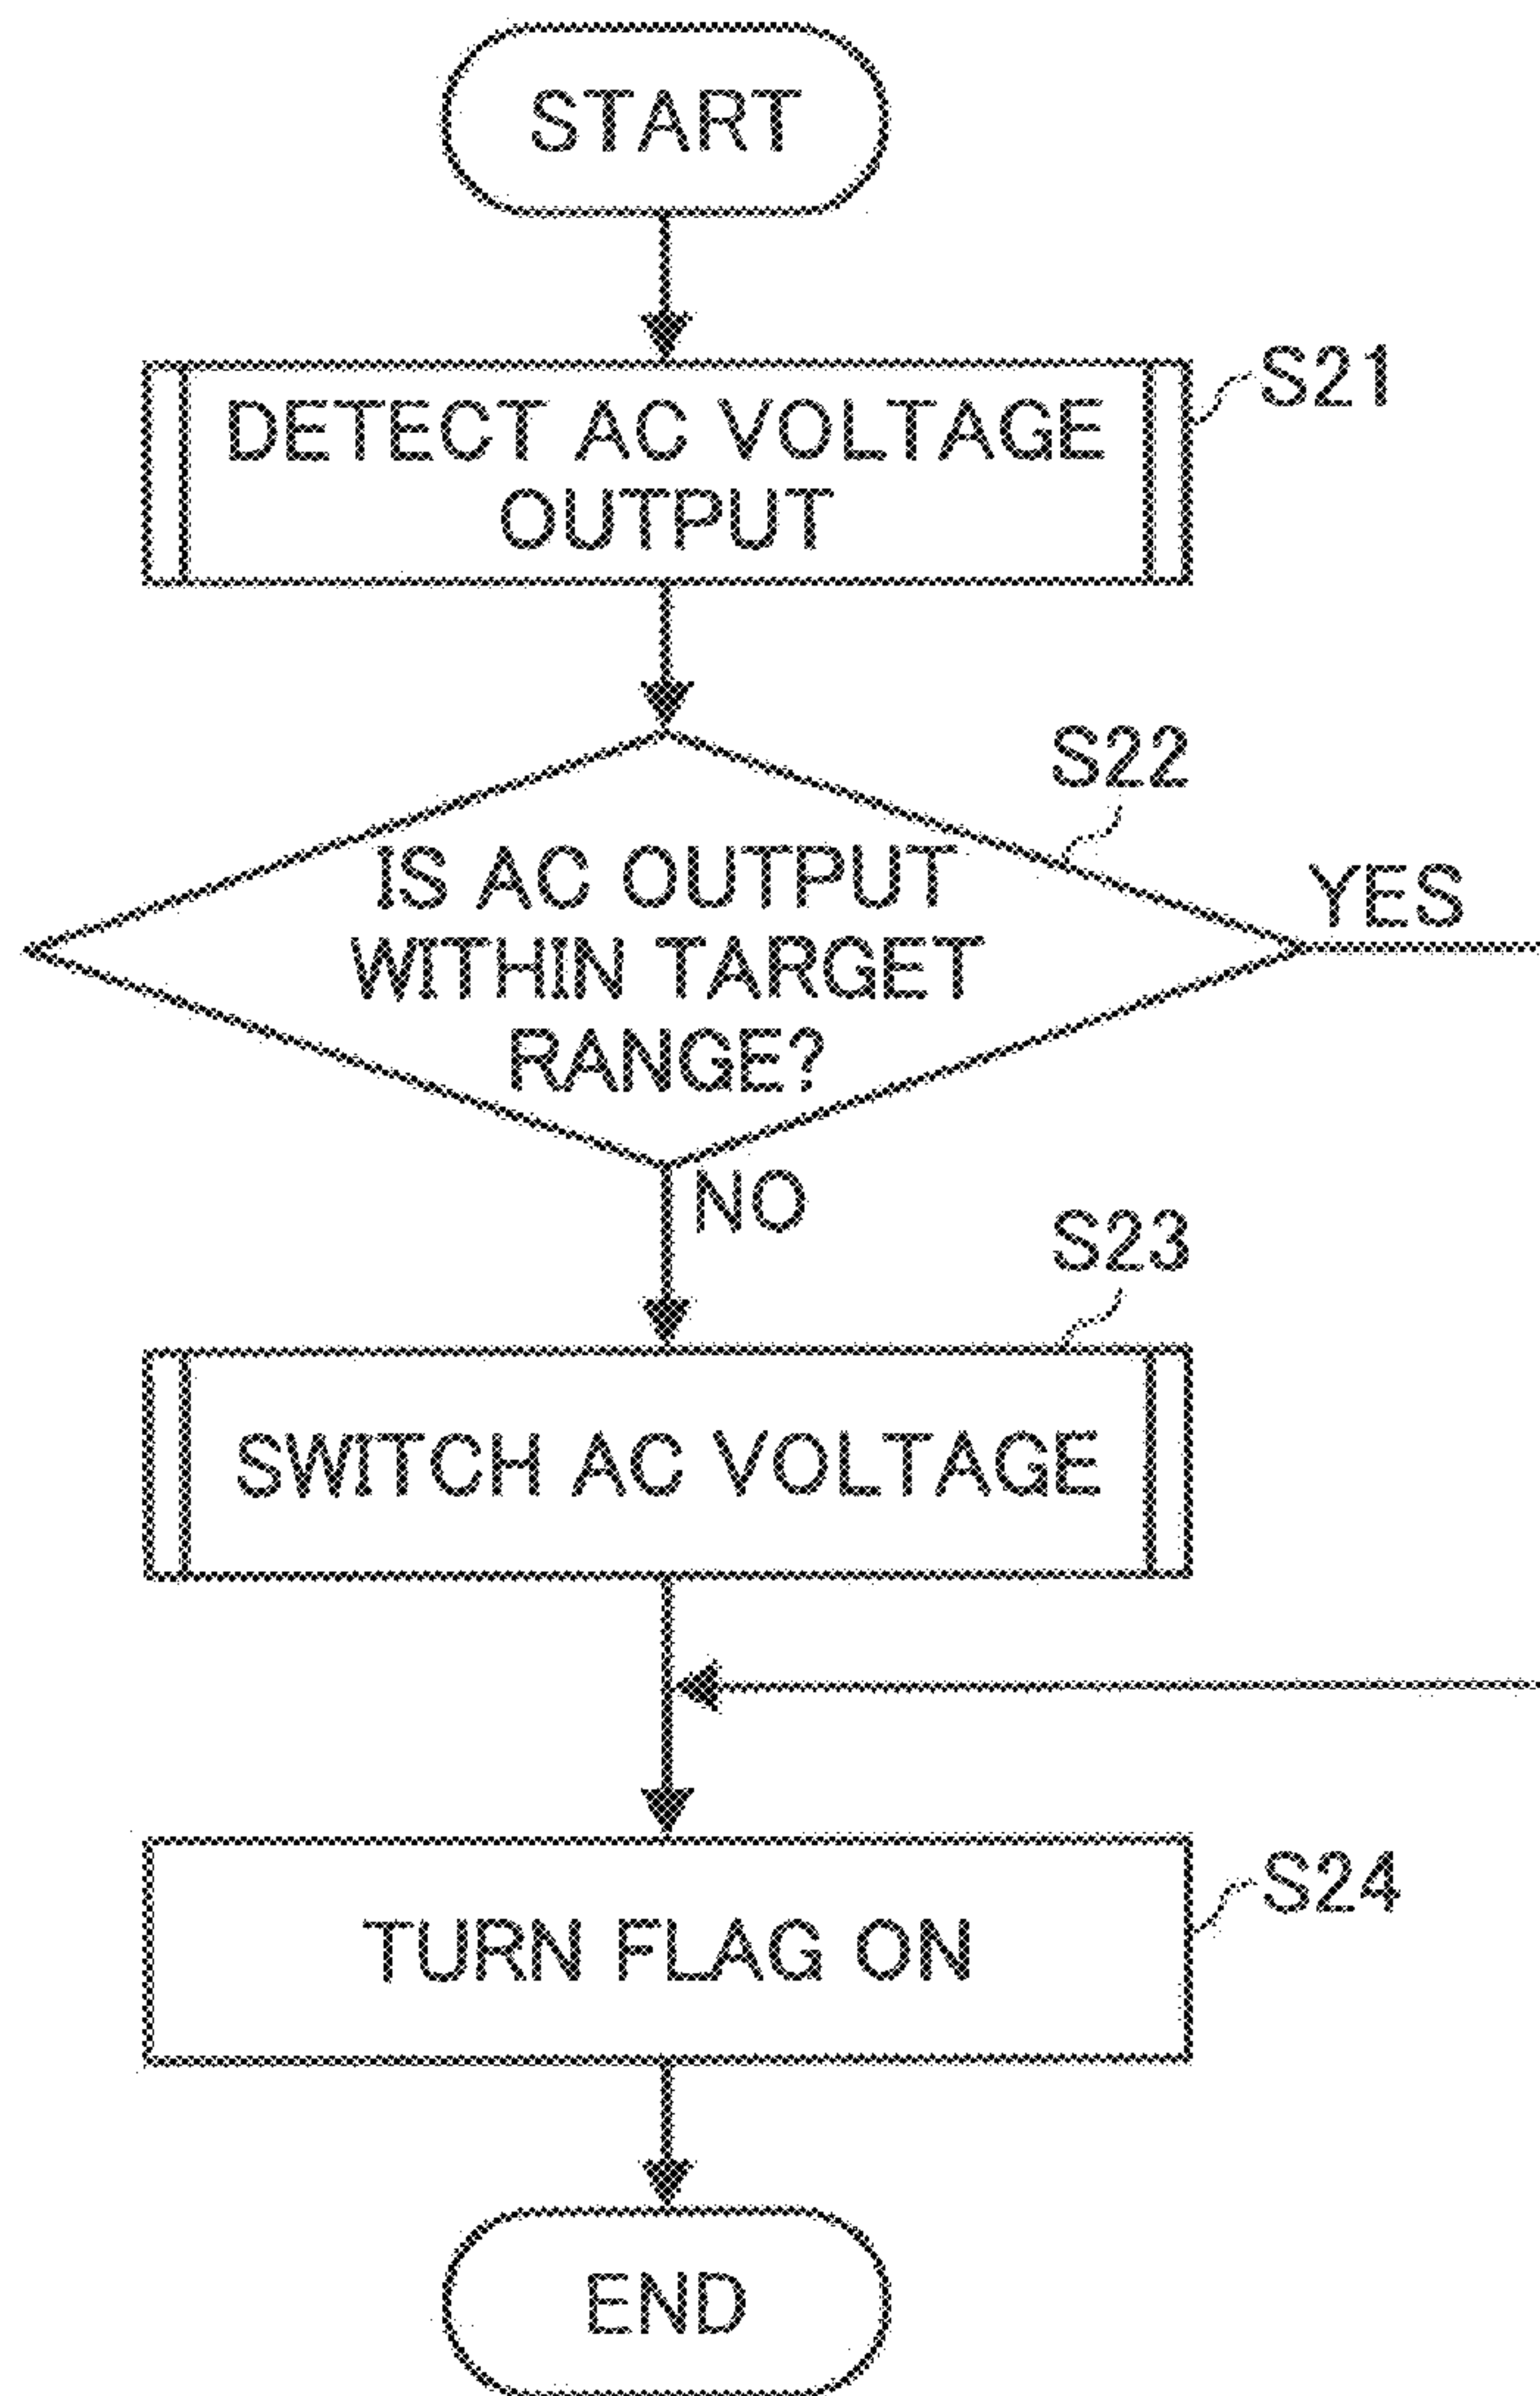 START
DETECT AC VOLTAGE
OUTPUT
S21
S22
IS AC OUTPUT
WITHIN TARGET
RANGE?
YES
NO
S23
SWITCH AC VOLTAGE
TURN FLAG ON
S24
END